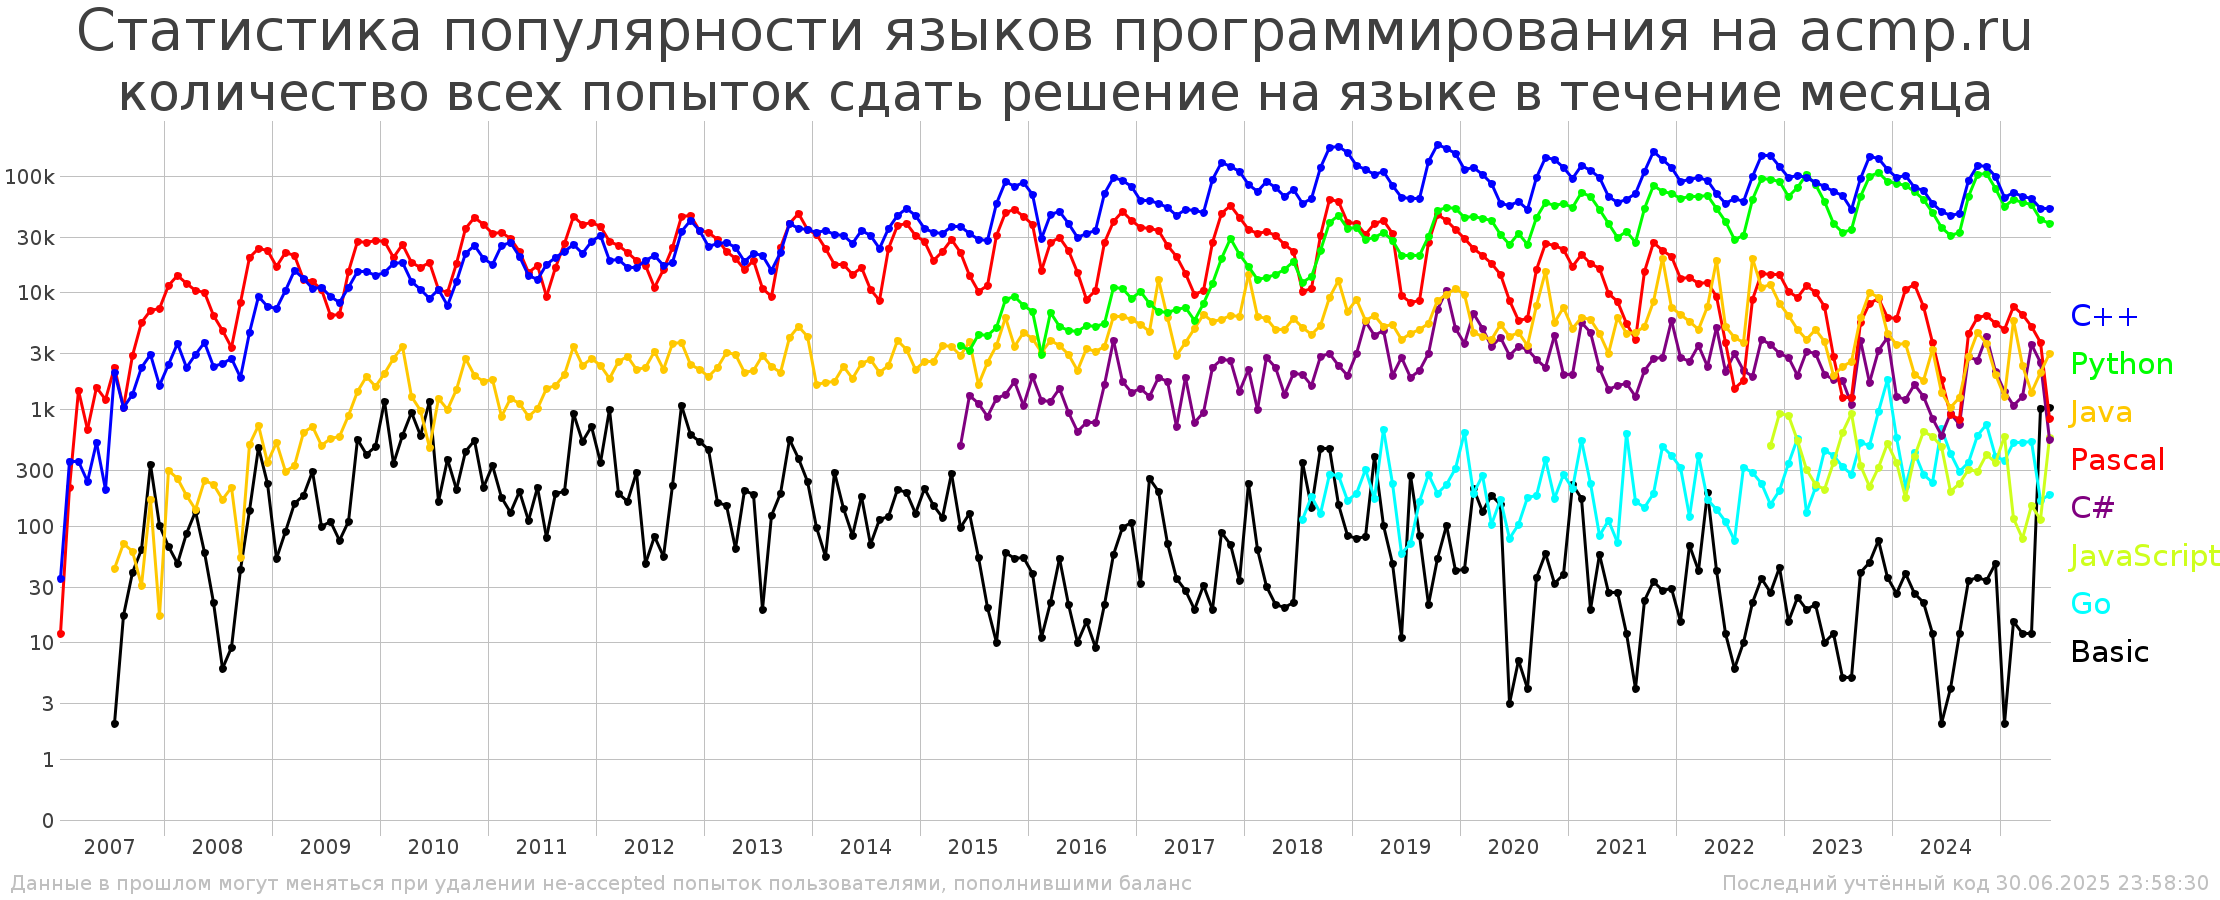 Статистика популярности языков программирования на acmp.ru
количество всех попыток сдать решение на языке в течение месяца
100k
30k
10k
3k
1k
300
100
30
10
3
1
0
C++
Python
Java
Pascal
C#
JavaScript
Go
Basic
2007 2008 2009 2010 2011 2012 2013 2014 2015 2016 2017 2018 2019 2020 2021 2022 2023 2024
Данные в прошлом могут меняться при удалении не-accepted попыток пользователями, пополнившими баланс
Последний учтённый код 30.06.2025 23:58:30